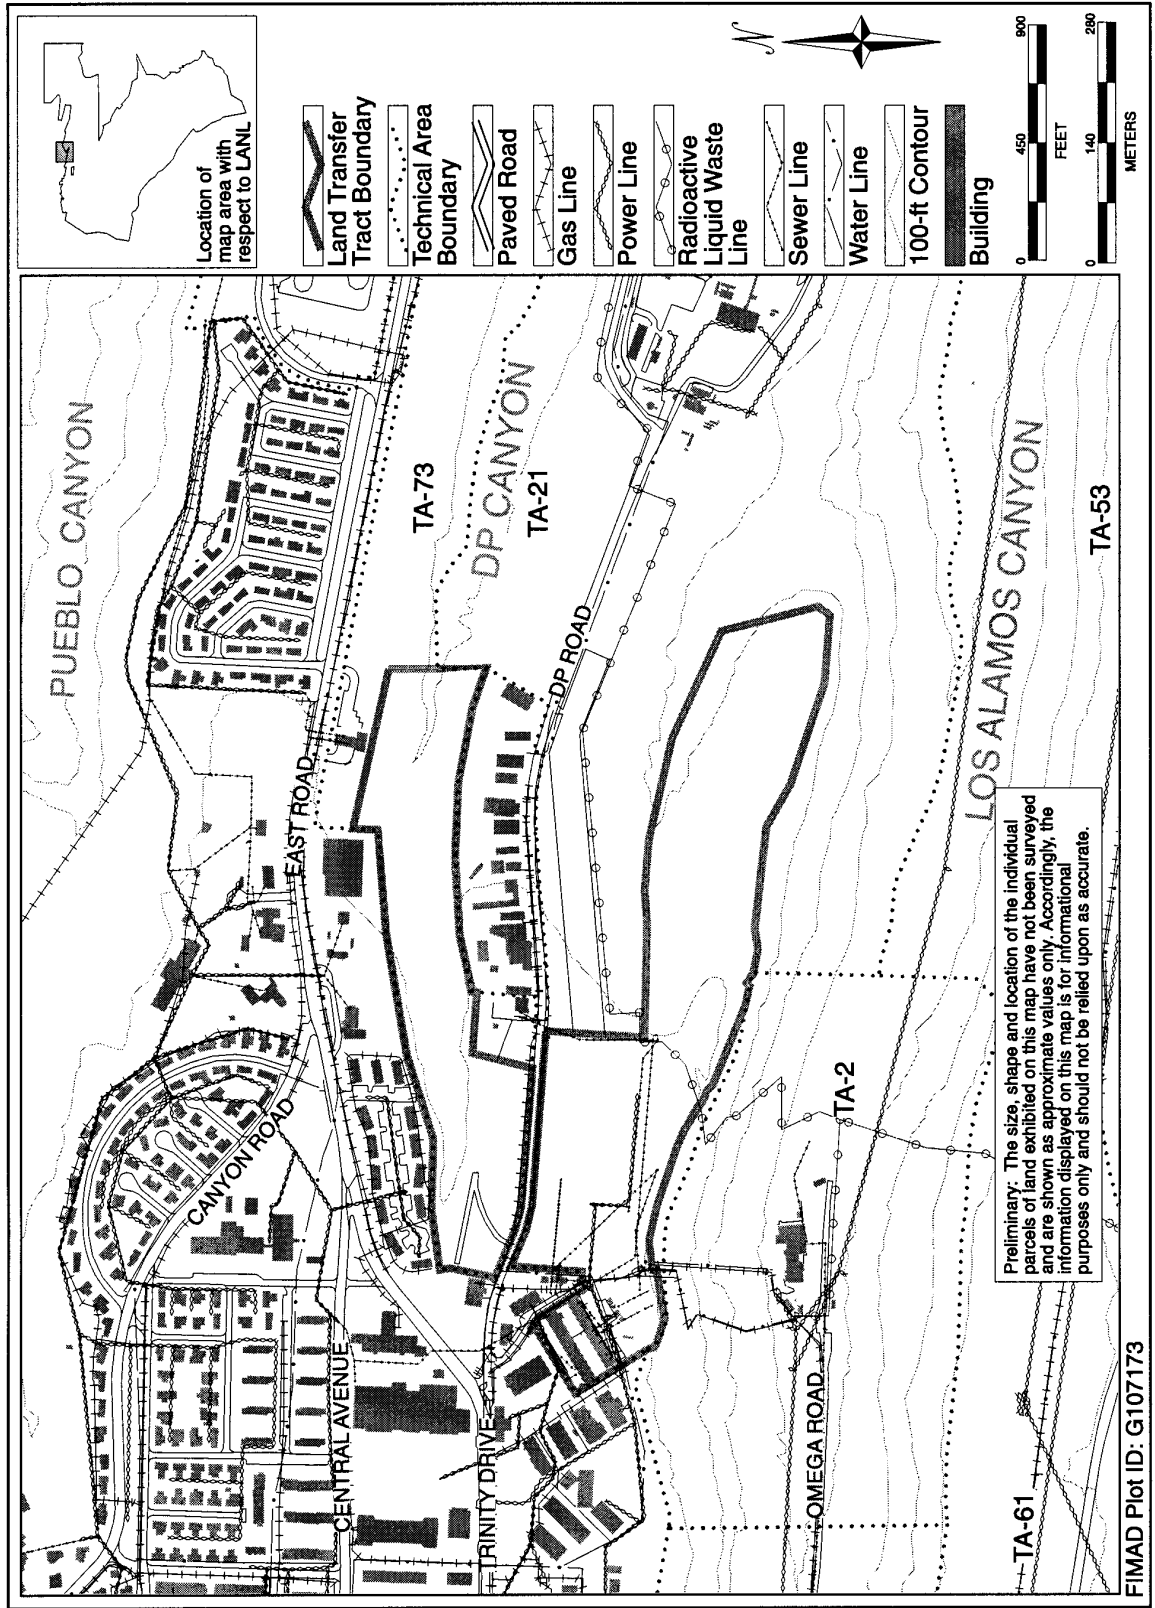 PUEBLO CANYON
CANYON ROAD
EAST ROAD
CENTRAL AVENUE
TRINITY DRIVE
TA-73
DP CANYON
TA-21
DP ROAD
OMEGA ROAD
TA-2
LOS ALAMOS CANYON
TA-61
TA-53
Preliminary: The size, shape and location of the individual
parcels of land exhibited on this map have not been surveyed
and are shown as approximate values only. Accordingly, the
information displayed on this map is for informational
purposes only and should not be relied upon as accurate.
FIMAD Plot ID: G107173
Location of
map area with
respect to LANL
Land Transfer
Tract Boundary
Technical Area
Boundary
Paved Road
Gas Line
Power Line
Radioactive
Liquid Waste
Line
Sewer Line
Water Line
100-ft Contour
Building
N
0 450 900
FEET
0 140 280
METERS